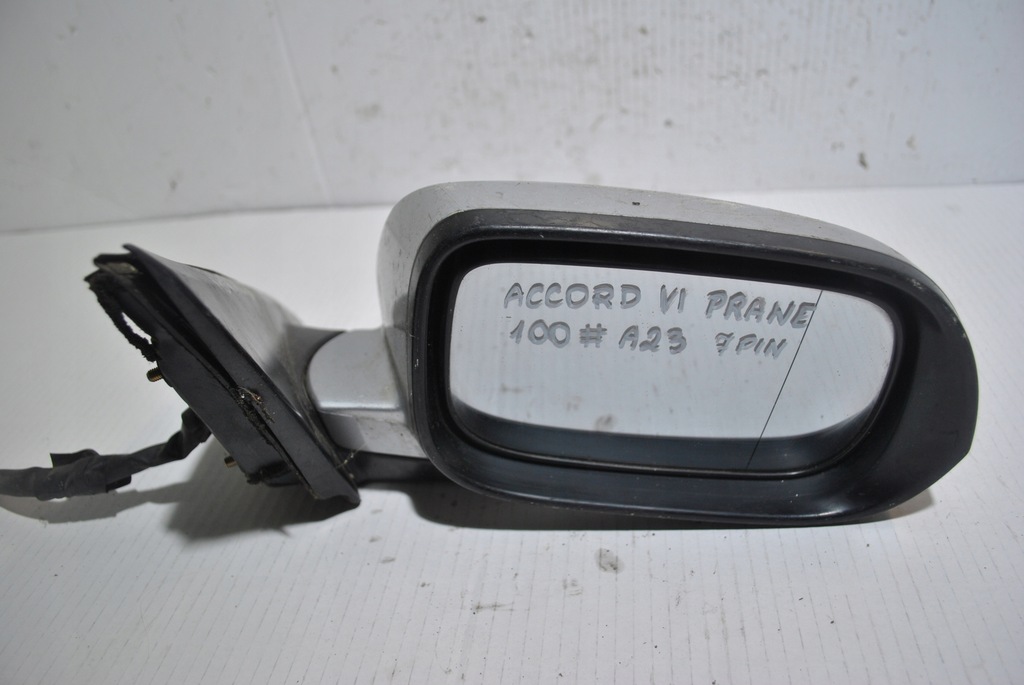 ACCORD VI PRANE
100 # A23 7PIN